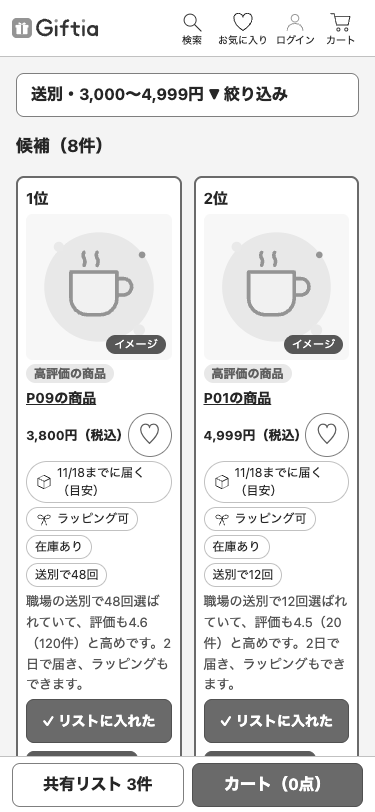 Giftia
検索
お気に入り
ログイン
カート
送別・3,000〜4,999円 ▼ 絞り込み
候補（8件）
1位
イメージ
高評価の商品
P09の商品
3,800円（税込）
11/18までに届く
（目安）
ラッピング可
在庫あり
送別で48回
職場の送別で48回選ば
れていて、評価も4.6
（120件）と高めです。2
日で届き、ラッピングも
できます。
✓ リストに入れた
2位
イメージ
高評価の商品
P01の商品
4,999円（税込）
11/18までに届く
（目安）
ラッピング可
在庫あり
送別で12回
職場の送別で12回選ばれ
ていて、評価も4.5（20
件）と高めです。2日で
届き、ラッピングもでき
ます。
✓ リストに入れた
共有リスト 3件
カート（0点）